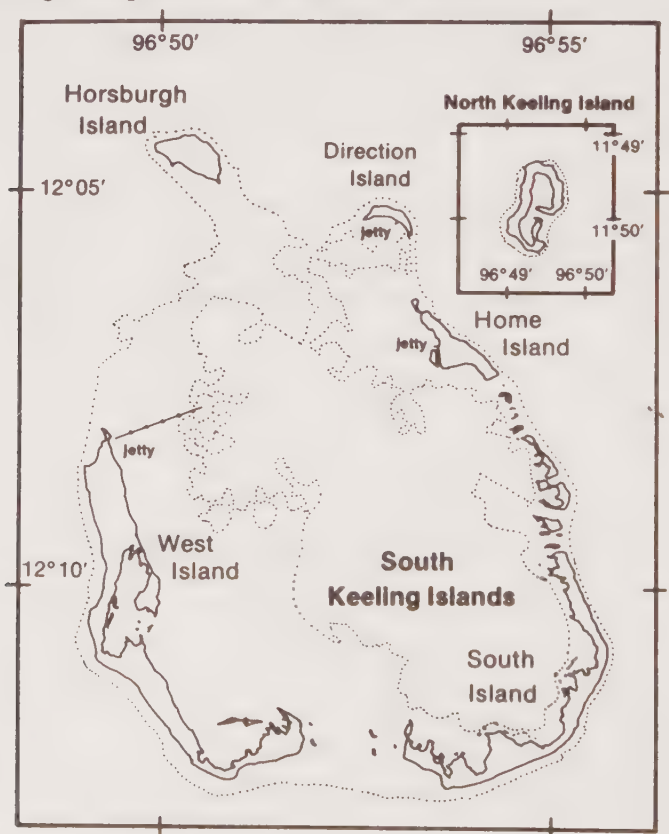 96°50′
96°55′
Horsburgh
Island
North Keeling Island
11°49′
Direction
Island
12°05′
jetty
11°50′
96°49′
96°50′
Home
Island
jetty
jetty
West
Island
South
Keeling Islands
12°10′
South
Island